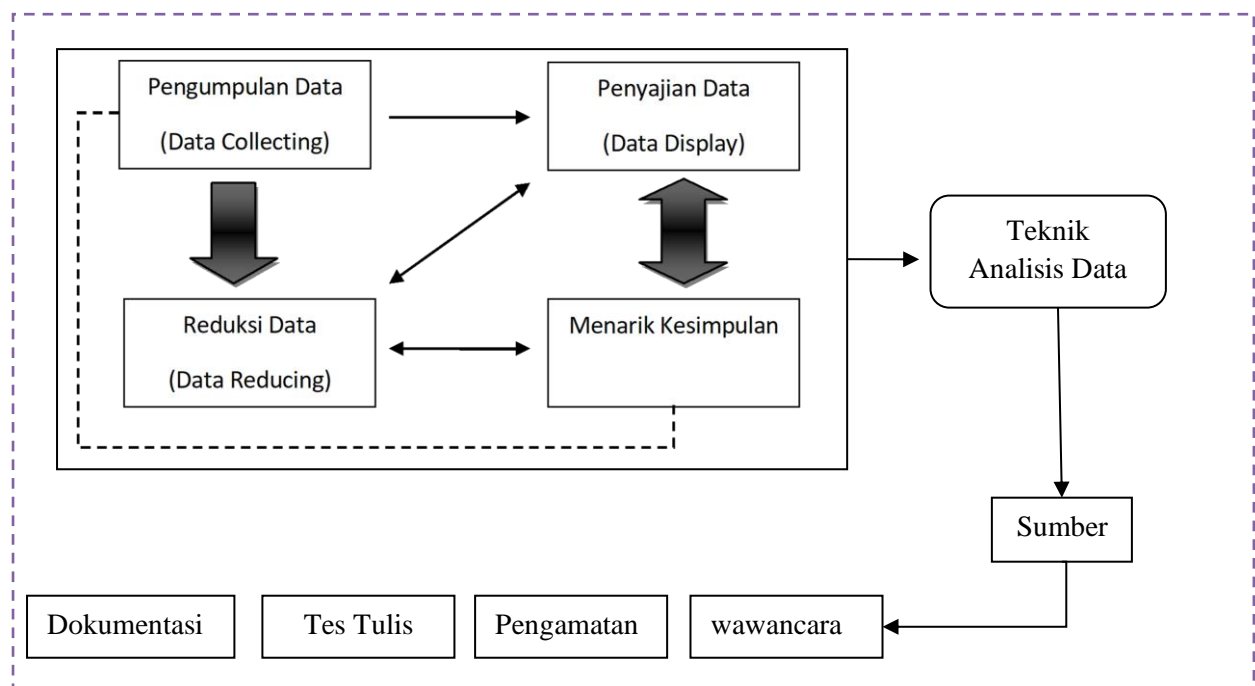 Pengumpulan Data
(Data Collecting)
Penyajian Data
(Data Display)
Reduksi Data
(Data Reducing)
Menarik Kesimpulan
Teknik
Analisis Data
Sumber
Dokumentasi
Tes Tulis
Pengamatan
wawancara